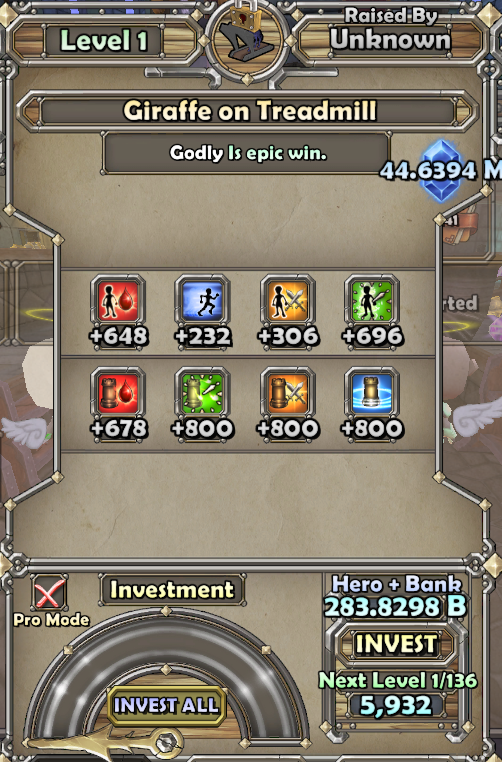 Level 1
Raised By
Unknown
Giraffe on Treadmill
Godly Is epic win.
44.6394 M
+648
+232
+306
+696
+678
+800
+800
+800
Pro Mode
Investment
INVEST ALL
Hero + Bank
283.8298 B
INVEST
Next Level 1/136
5,932